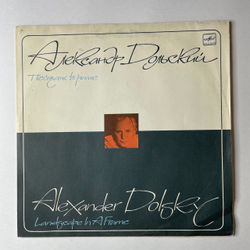 Александр Дольский
Пейзаж в раме
Alexander Dolsky
Landscape In A Frame